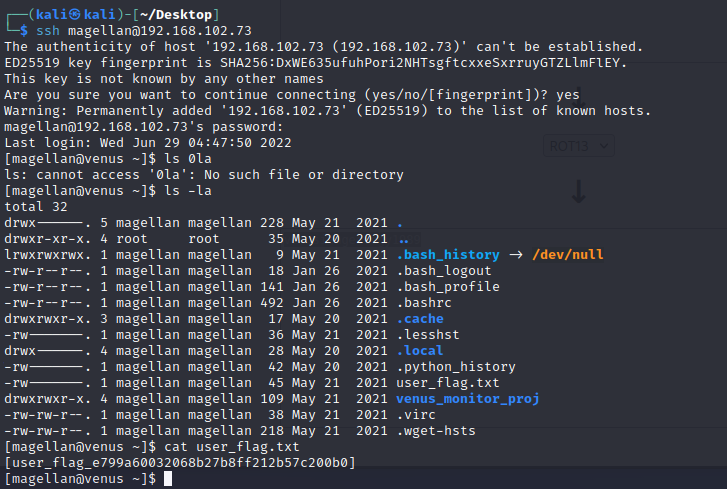 ┌──(kali㉿kali)-[~/Desktop]
└─$ ssh magellan@192.168.102.73
The authenticity of host '192.168.102.73 (192.168.102.73)' can't be established.
ED25519 key fingerprint is SHA256:DxWE635ufuhPori2NHTsgftcxxeSxrruyGTZLlmFlEY.
This key is not known by any other names
Are you sure you want to continue connecting (yes/no/[fingerprint])? yes
Warning: Permanently added '192.168.102.73' (ED25519) to the list of known hosts.
magellan@192.168.102.73's password:
Last login: Wed Jun 29 04:47:50 2022
ROT13
[magellan@venus ~]$ ls 0la
ls: cannot access '0la': No such file or directory
[magellan@venus ~]$ ls -la
total 32
drwx------. 5 magellan magellan 228 May 21  2021 .
drwxr-xr-x. 4 root     root      35 May 20  2021 ..
lrwxrwxrwx. 1 magellan magellan   9 May 21  2021 .bash_history -> /dev/null
-rw-r--r--. 1 magellan magellan  18 Jan 26  2021 .bash_logout
-rw-r--r--. 1 magellan magellan 141 Jan 26  2021 .bash_profile
-rw-r--r--. 1 magellan magellan 492 Jan 26  2021 .bashrc
drwxrwxr-x. 3 magellan magellan  17 May 20  2021 .cache
-rw-------. 1 magellan magellan  36 May 21  2021 .lesshst
drwx------. 4 magellan magellan  28 May 20  2021 .local
-rw-------. 1 magellan magellan  42 May 20  2021 .python_history
-rw-------. 1 magellan magellan  45 May 21  2021 user_flag.txt
drwxrwxr-x. 4 magellan magellan 109 May 21  2021 venus_monitor_proj
-rw-rw-r--. 1 magellan magellan  38 May 21  2021 .virc
-rw-rw-r--. 1 magellan magellan 218 May 21  2021 .wget-hsts
[magellan@venus ~]$ cat user_flag.txt
[user_flag_e799a60032068b27b8ff212b57c200b0]
[magellan@venus ~]$